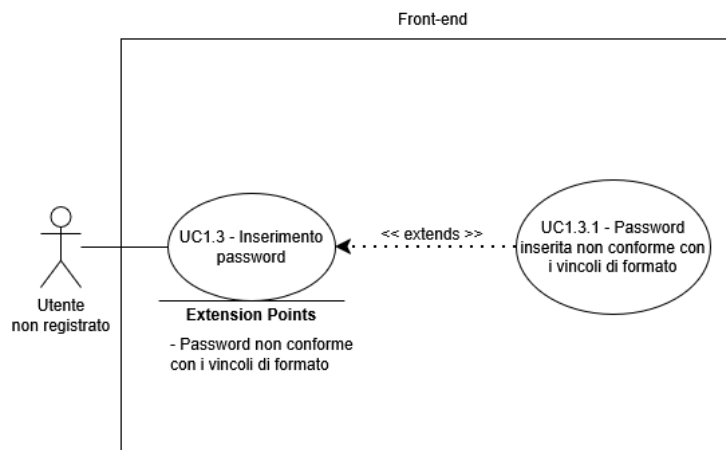 Front-end
UC1.3 - Inserimento
password
<< extends >>
UC1.3.1 - Password
inserita non conforme con
i vincoli di formato
Utente
non registrato
Extension Points
- Password non conforme
con i vincoli di formato